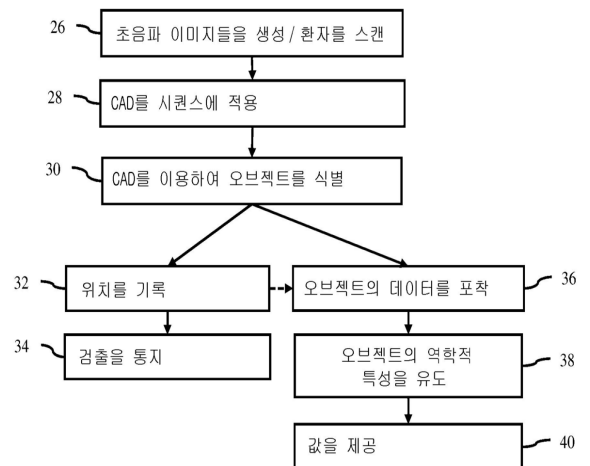 26
초음파 이미지들을 생성/환자를 스캔
28
CAD를 시퀀스에 적용
30
CAD를 이용하여 오브젝트를 식별
32
위치를 기록
오브젝트의 데이터를 포착
36
34
검출을 통지
오브젝트의 역학적
특성을 유도
38
값을 제공
40